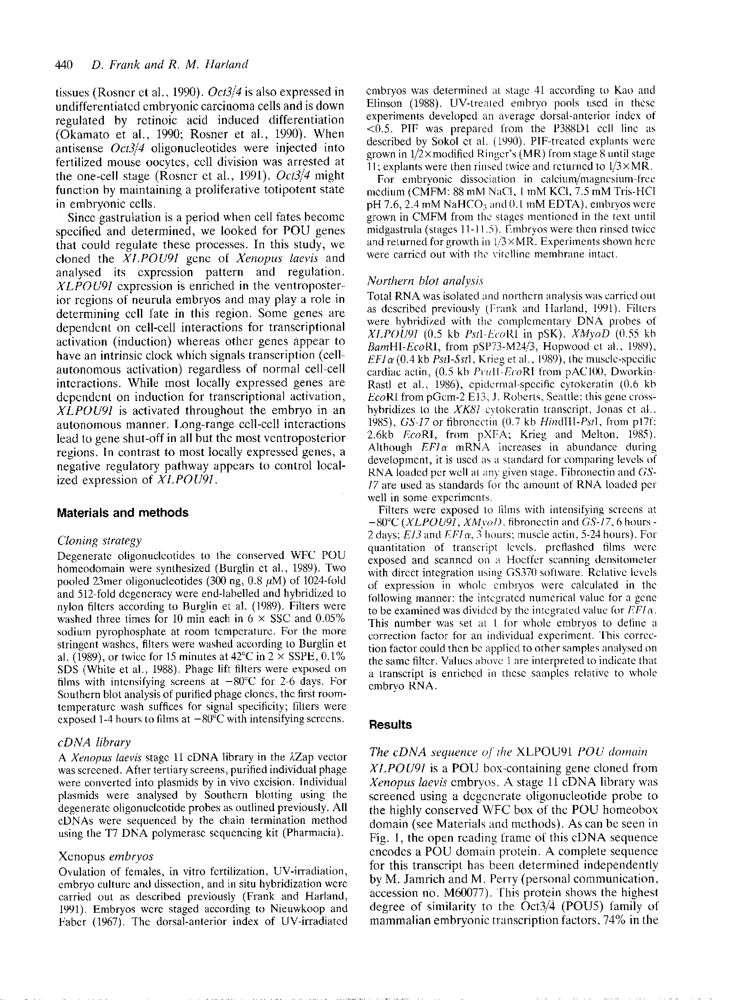 440 D. Frank and R. M. Harland
tissues (Rosner et al., 1990). Oct3/4 is also expressed in
undifferentiated embryonic carcinoma cells and is down
regulated by retinoic acid induced differentiation
(Okamato et al., 1990; Rosner et al., 1990). When
antisense Oct3/4 oligonucleotides were injected into
fertilized mouse oocytes, cell division was arrested at
the one-cell stage (Rosner et al., 1991). Oct3/4 might
function by maintaining a proliferative totipotent state
in embryonic cells.
Since gastrulation is a period when cell fates become
specified and determined, we looked for POU genes
that could regulate these processes. In this study, we
cloned the XLPOU91 gene of Xenopus laevis and
analysed its expression pattern and regulation.
XLPOU91 expression is enriched in the ventroposter-
ior regions of neurula embryos and may play a role in
determining cell fate in this region. Some genes are
dependent on cell-cell interactions for transcriptional
activation (induction) whereas other genes appear to
have an intrinsic clock which signals transcription (cell-
autonomous activation) regardless of normal cell-cell
interactions. While most locally expressed genes are
dependent on induction for transcriptional activation,
XLPOU91 is activated throughout the embryo in an
autonomous manner. Long-range cell-cell interactions
lead to gene shut-off in all but the most ventroposterior
regions. In contrast to most locally expressed genes, a
negative regulatory pathway appears to control local-
ized expression of XLPOU91.
Materials and methods
Cloning strategy
Degenerate oligonucleotides to the conserved WFC POU
homeodomain were synthesized (Burglin et al., 1989). Two
pooled 23mer oligonucleotides (300 ng, 0.8 μM) of 1024-fold
and 512-fold degeneracy were end-labelled and hybridized to
nylon filters according to Burglin et al. (1989). Filters were
washed three times for 10 min each in 6 × SSC and 0.05%
sodium pyrophosphate at room temperature. For the more
stringent washes, filters were washed according to Burglin et
al. (1989), or twice for 15 minutes at 42°C in 2 × SSPE, 0.1%
SDS (White et al., 1988). Phage lift filters were exposed on
films with intensifying screens at −80°C for 2-6 days. For
Southern blot analysis of purified phage clones, the first room-
temperature wash suffices for signal specificity; filters were
exposed 1-4 hours to films at −80°C with intensifying screens.
cDNA library
A Xenopus laevis stage 11 cDNA library in the λZap vector
was screened. After tertiary screens, purified individual phage
were converted into plasmids by in vivo excision. Individual
plasmids were analysed by Southern blotting using the
degenerate oligonucleotide probes as outlined previously. All
cDNAs were sequenced by the chain termination method
using the T7 DNA polymerase sequencing kit (Pharmacia).
Xenopus embryos
Ovulation of females, in vitro fertilization, UV-irradiation,
embryo culture and dissection, and in situ hybridization were
carried out as described previously (Frank and Harland,
1991). Embryos were staged according to Nieuwkoop and
Faber (1967). The dorsal-anterior index of UV-irradiated
embryos was determined at stage 41 according to Kao and
Elinson (1988). UV-treated embryo pools used in these
experiments developed an average dorsal-anterior index of
<0.5. PIF was prepared from the P388D1 cell line as
described by Sokol et al. (1990). PIF-treated explants were
grown in 1/2×modified Ringer's (MR) from stage 8 until stage
11; explants were then rinsed twice and returned to 1/3×MR.
For embryonic dissociation in calcium/magnesium-free
medium (CMFM: 88 mM NaCl, 1 mM KCl, 7.5 mM Tris-HCl
pH 7.6, 2.4 mM NaHCO3 and 0.1 mM EDTA), embryos were
grown in CMFM from the stages mentioned in the text until
midgastrula (stages 11-11.5). Embryos were then rinsed twice
and returned for growth in 1/3×MR. Experiments shown here
were carried out with the vitelline membrane intact.
Northern blot analysis
Total RNA was isolated and northern analysis was carried out
as described previously (Frank and Harland, 1991). Filters
were hybridized with the complementary DNA probes of
XLPOU91 (0.5 kb PstI-EcoRI in pSK), XMyoD (0.55 kb
BamHI-EcoRI, from pSP73-M24/3, Hopwood et al., 1989),
EF1α (0.4 kb PstI-SstI, Krieg et al., 1989), the muscle-specific
cardiac actin, (0.5 kb PvuII-EcoRI from pAC100, Dworkin-
Rastl et al., 1986), epidermal-specific cytokeratin (0.6 kb
EcoRI from pGem-2 E13, J. Roberts, Seattle: this gene cross-
hybridizes to the XK81 cytokeratin transcript, Jonas et al.,
1985), GS-17 or fibronectin (0.7 kb HindIII-PstI, from p17f;
2.6kb EcoRI, from pXFA; Krieg and Melton, 1985).
Although EF1α mRNA increases in abundance during
development, it is used as a standard for comparing levels of
RNA loaded per well at any given stage. Fibronectin and GS-
17 are used as standards for the amount of RNA loaded per
well in some experiments.
Filters were exposed to films with intensifying screens at
−80°C (XLPOU91, XMyoD, fibronectin and GS-17, 6 hours -
2 days; E13 and EF1α, 3 hours; muscle actin, 5-24 hours). For
quantitation of transcript levels, preflashed films were
exposed and scanned on a Hoeffer scanning densitometer
with direct integration using GS370 software. Relative levels
of expression in whole embryos were calculated in the
following manner: the integrated numerical value for a gene
to be examined was divided by the integrated value for EF1α.
This number was set at 1 for whole embryos to define a
correction factor for an individual experiment. This correc-
tion factor could then be applied to other samples analysed on
the same filter. Values above 1 are interpreted to indicate that
a transcript is enriched in these samples relative to whole
embryo RNA.
Results
The cDNA sequence of the XLPOU91 POU domain
XLPOU91 is a POU box-containing gene cloned from
Xenopus laevis embryos. A stage 11 cDNA library was
screened using a degenerate oligonucleotide probe to
the highly conserved WFC box of the POU homeobox
domain (see Materials and methods). As can be seen in
Fig. 1, the open reading frame of this cDNA sequence
encodes a POU domain protein. A complete sequence
for this transcript has been determined independently
by M. Jamrich and M. Perry (personal communication,
accession no. M60077). This protein shows the highest
degree of similarity to the Oct3/4 (POU5) family of
mammalian embryonic transcription factors, 74% in the